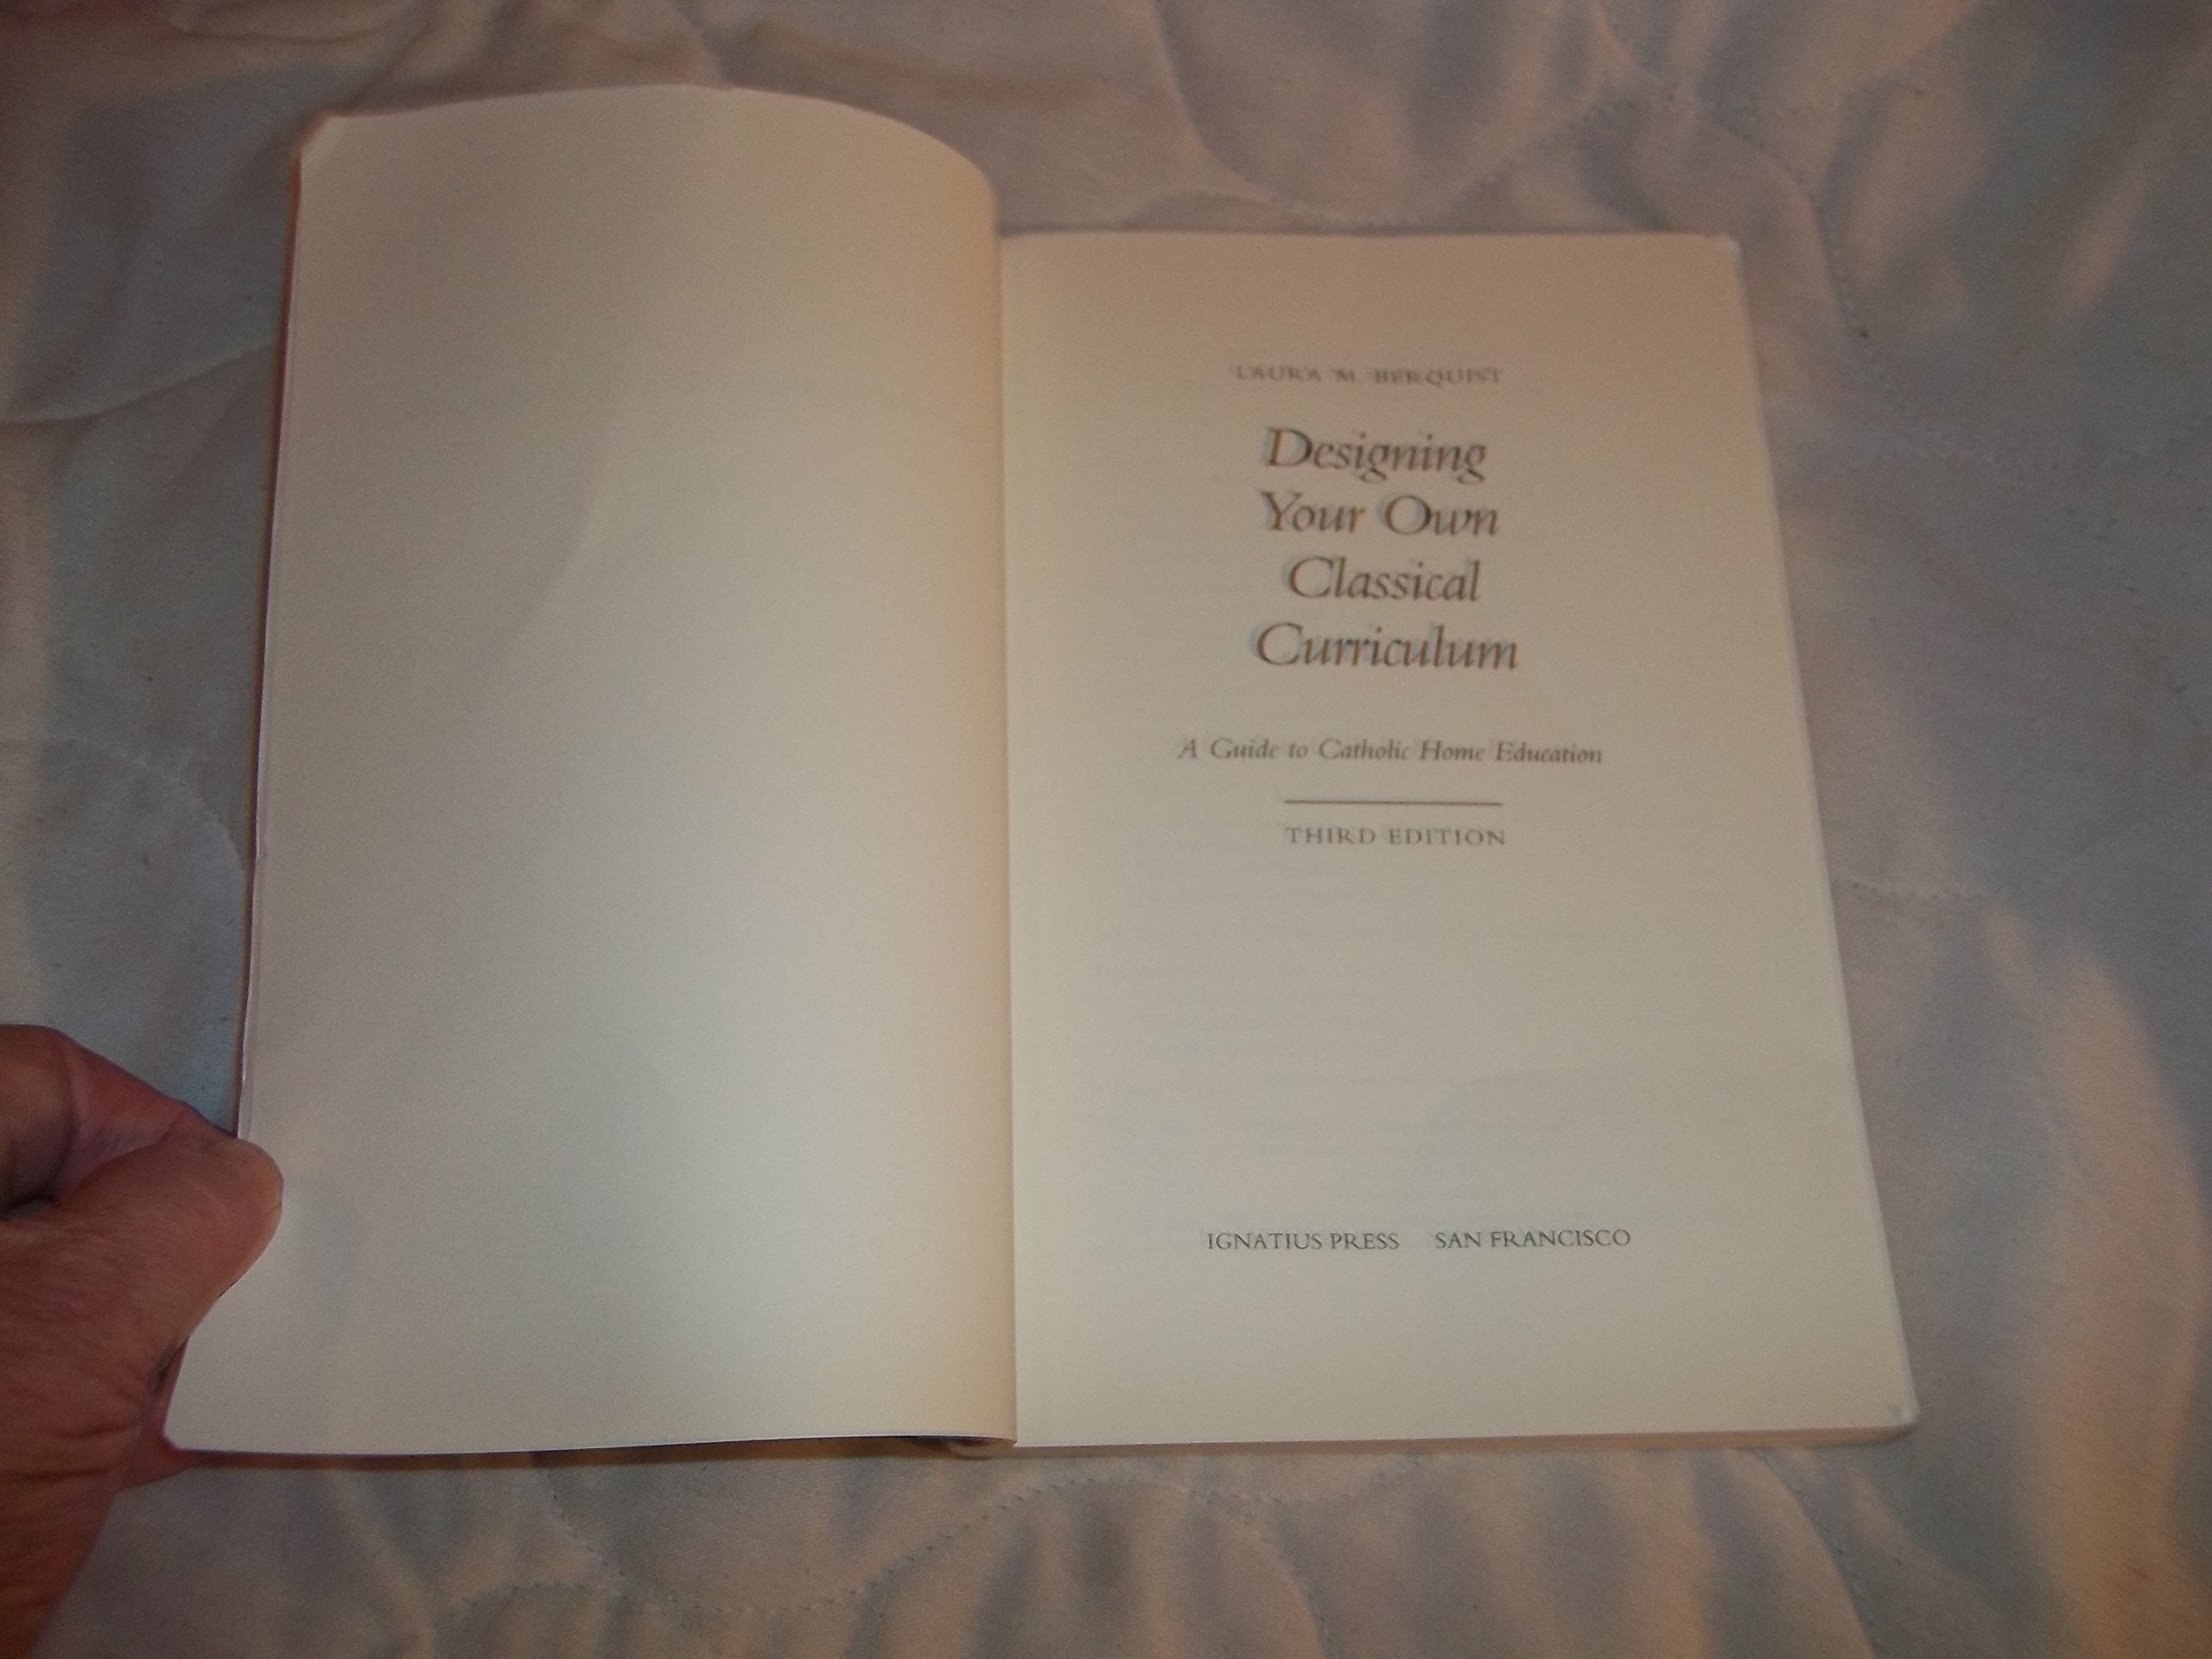 LAURA M. BERQUIST
Designing
Your Own
Classical
Curriculum
A Guide to Catholic Home Education
THIRD EDITION
IGNATIUS PRESS SAN FRANCISCO